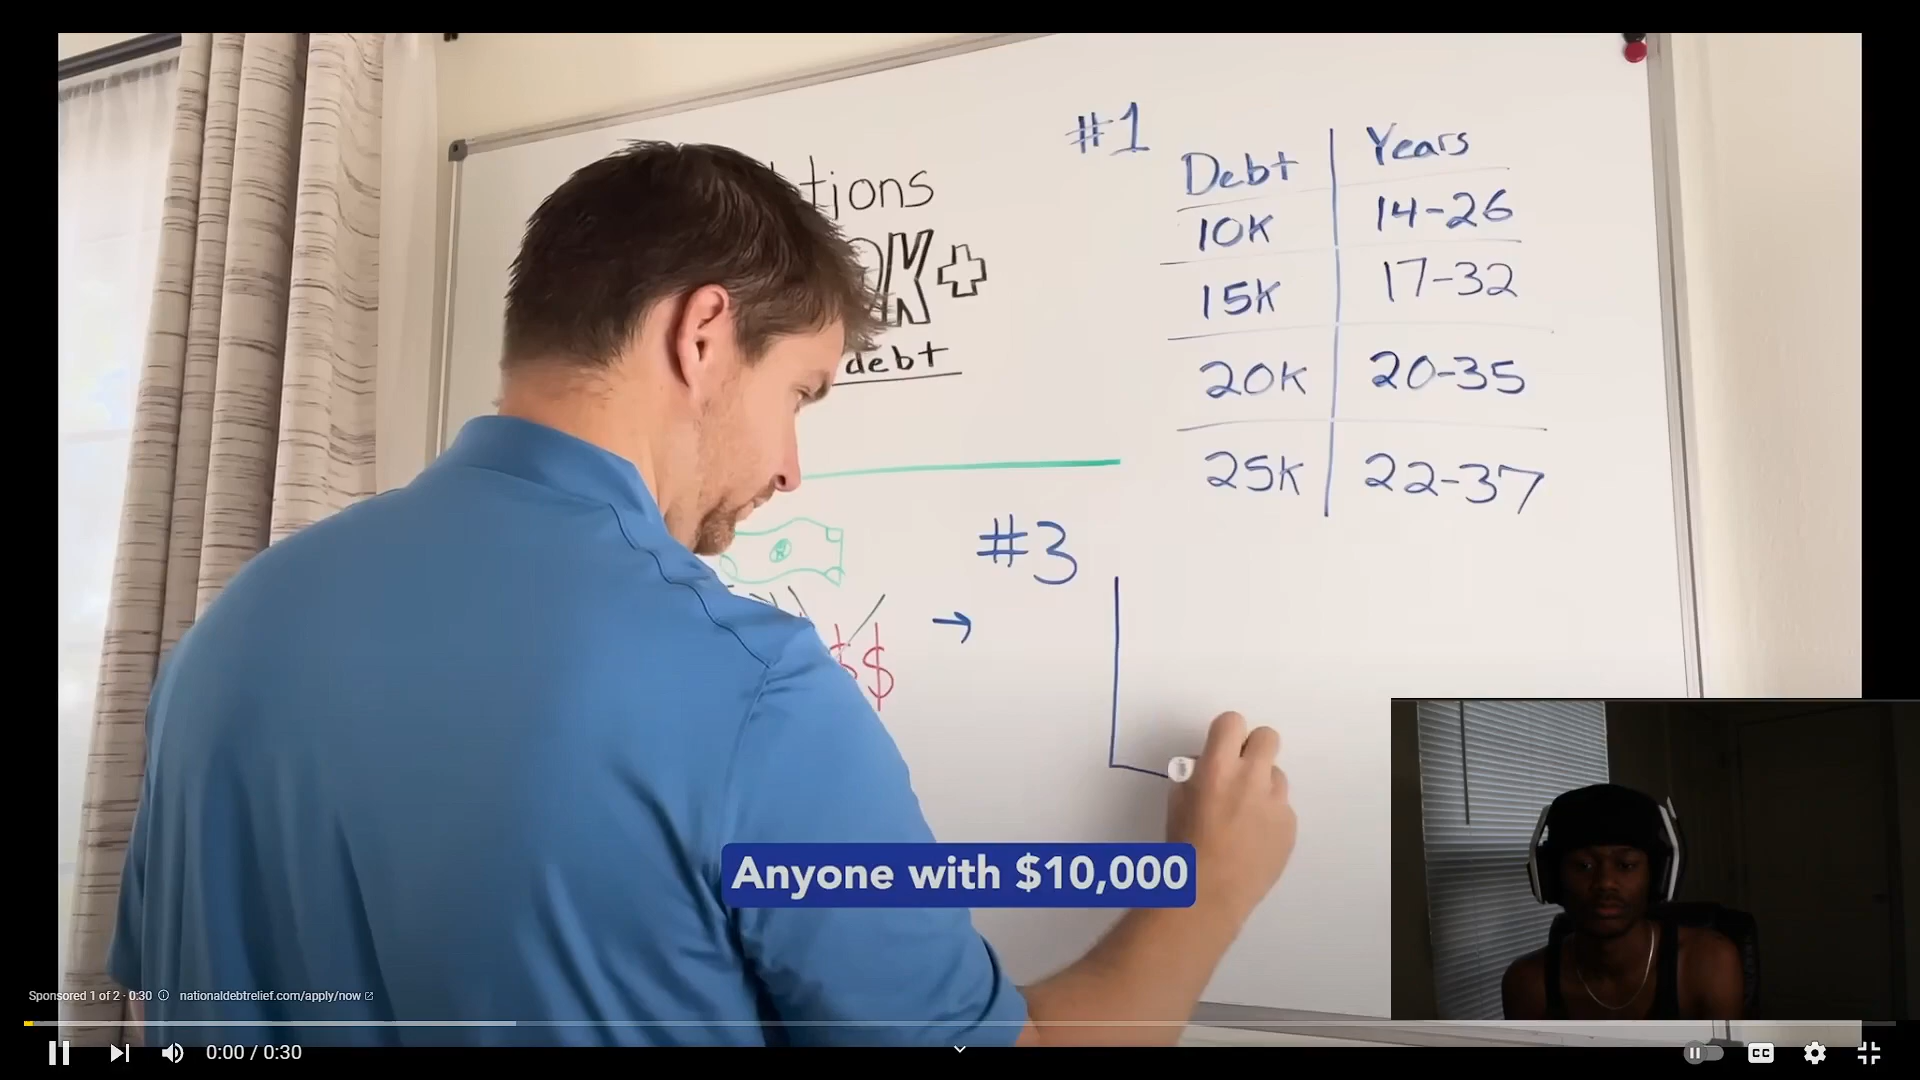 #1
Debt Years
10K 14-26
15K 17-32
20K 20-35
25K 22-37
tions
K+
debt
#3
$$
Anyone with $10,000
Sponsored 1 of 2 · 0:30 nationaldebtrelief.com/apply/now
0:00 / 0:30
CC